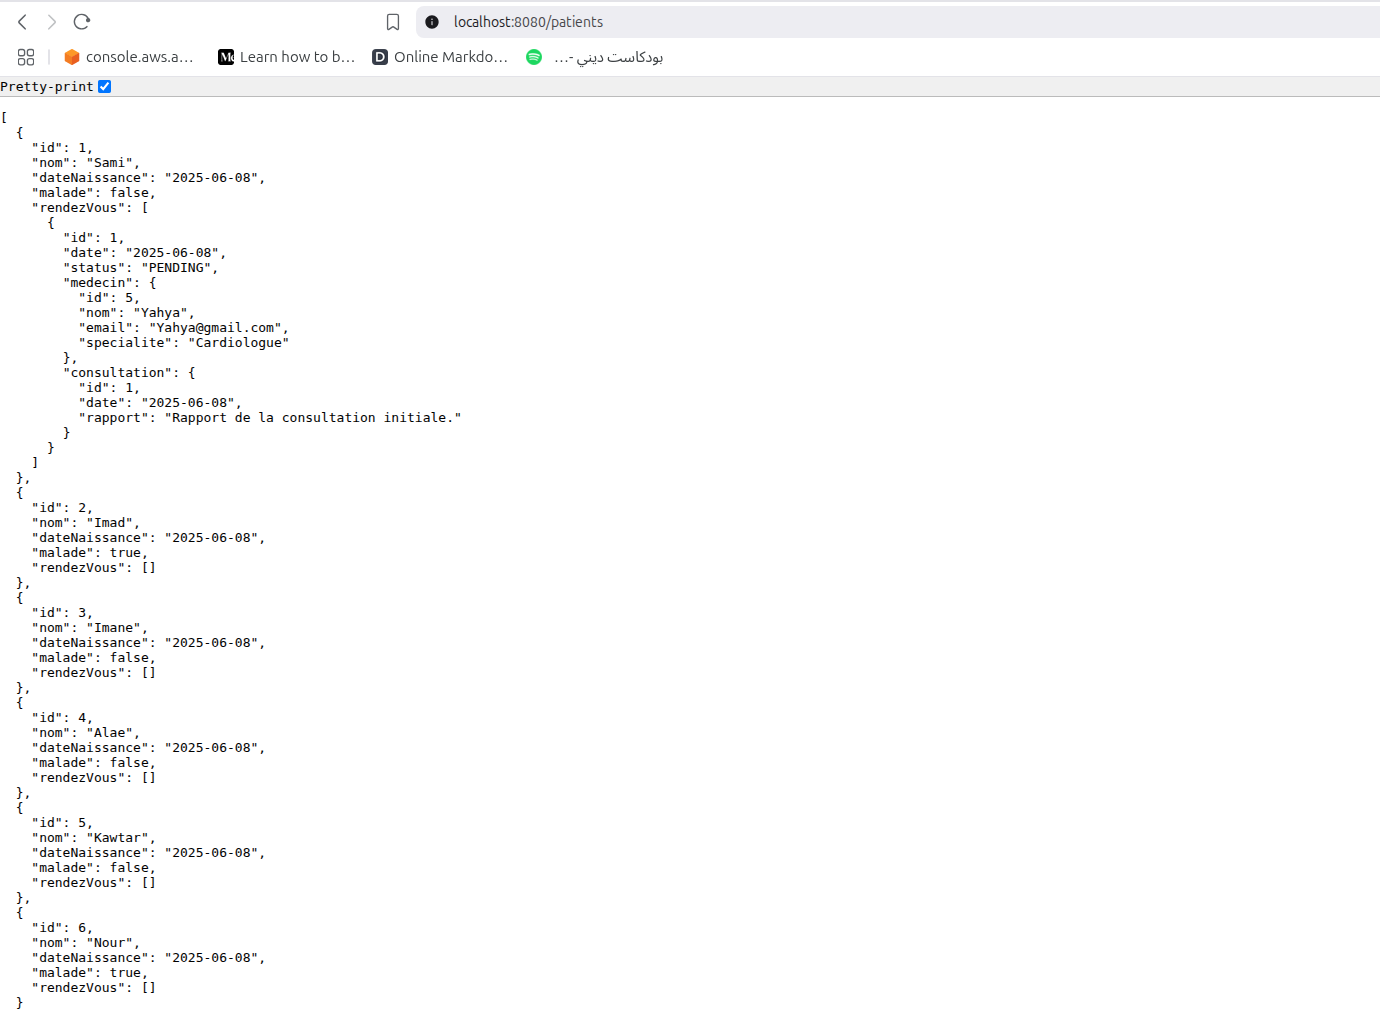 localhost:8080/patients
console.aws.a...
Learn how to b...
Online Markdo...
بودكاست ديني -...
Pretty-print
[
  {
    "id": 1,
    "nom": "Sami",
    "dateNaissance": "2025-06-08",
    "malade": false,
    "rendezVous": [
      {
        "id": 1,
        "date": "2025-06-08",
        "status": "PENDING",
        "medecin": {
          "id": 5,
          "nom": "Yahya",
          "email": "Yahya@gmail.com",
          "specialite": "Cardiologue"
        },
        "consultation": {
          "id": 1,
          "date": "2025-06-08",
          "rapport": "Rapport de la consultation initiale."
        }
      }
    ]
  },
  {
    "id": 2,
    "nom": "Imad",
    "dateNaissance": "2025-06-08",
    "malade": true,
    "rendezVous": []
  },
  {
    "id": 3,
    "nom": "Imane",
    "dateNaissance": "2025-06-08",
    "malade": false,
    "rendezVous": []
  },
  {
    "id": 4,
    "nom": "Alae",
    "dateNaissance": "2025-06-08",
    "malade": false,
    "rendezVous": []
  },
  {
    "id": 5,
    "nom": "Kawtar",
    "dateNaissance": "2025-06-08",
    "malade": false,
    "rendezVous": []
  },
  {
    "id": 6,
    "nom": "Nour",
    "dateNaissance": "2025-06-08",
    "malade": true,
    "rendezVous": []
  }